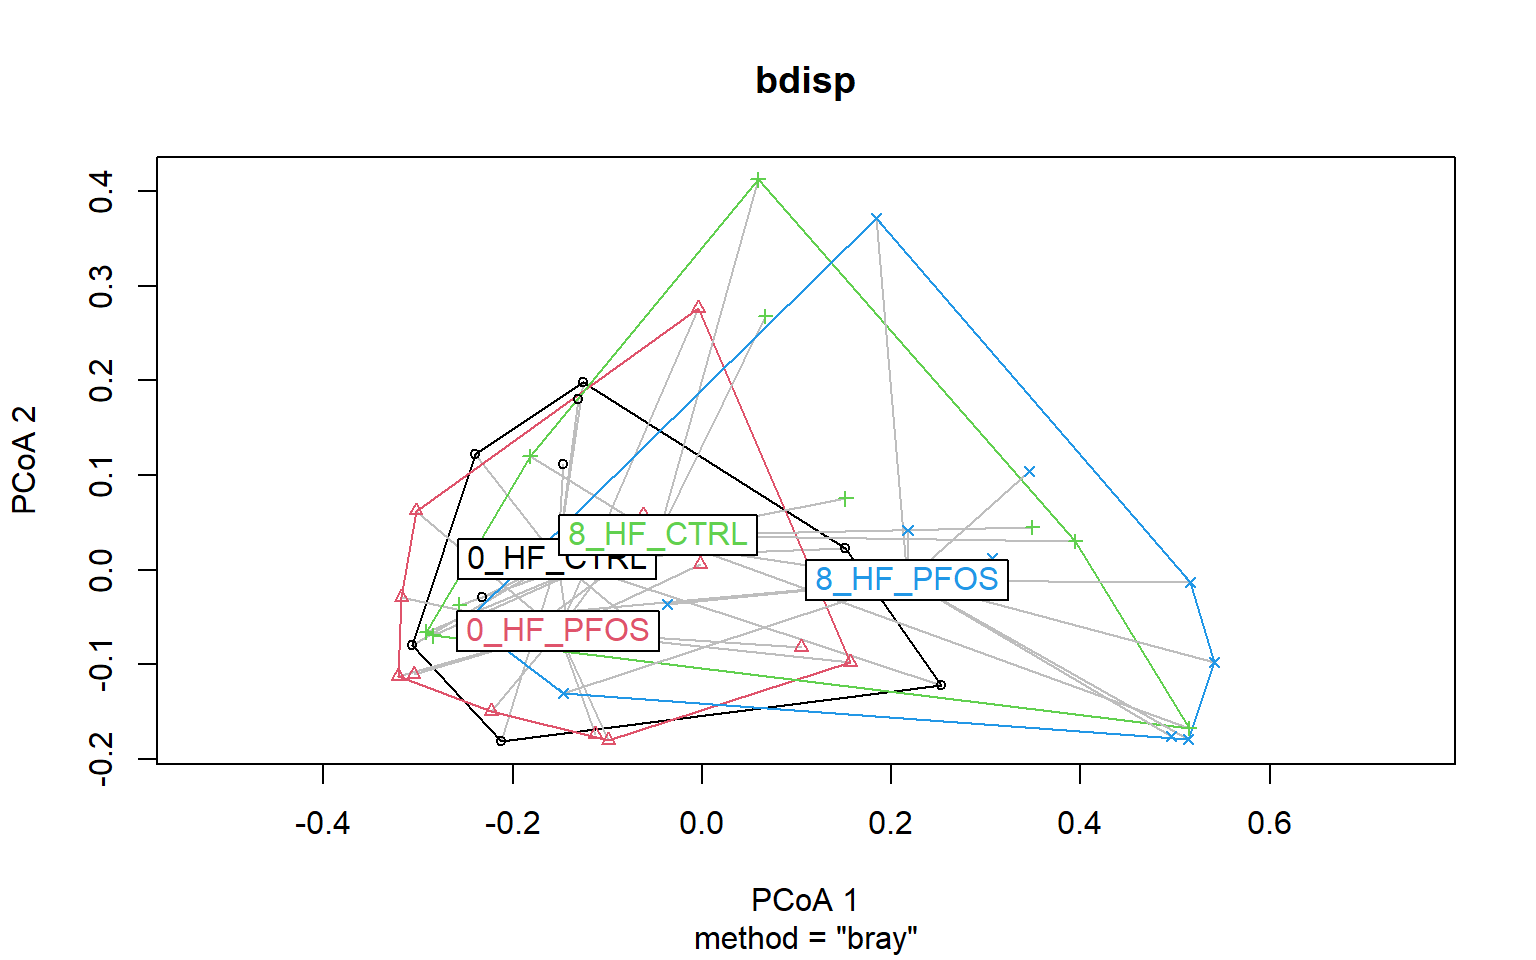 bdisp
PCoA 2
0.4
0.3
0.2
0.1
0.0
-0.1
-0.2
8_HF_CTRL
0_HF_CTRL
8_HF_PFOS
0_HF_PFOS
-0.4 -0.2 0.0 0.2 0.4 0.6
PCoA 1
method = "bray"